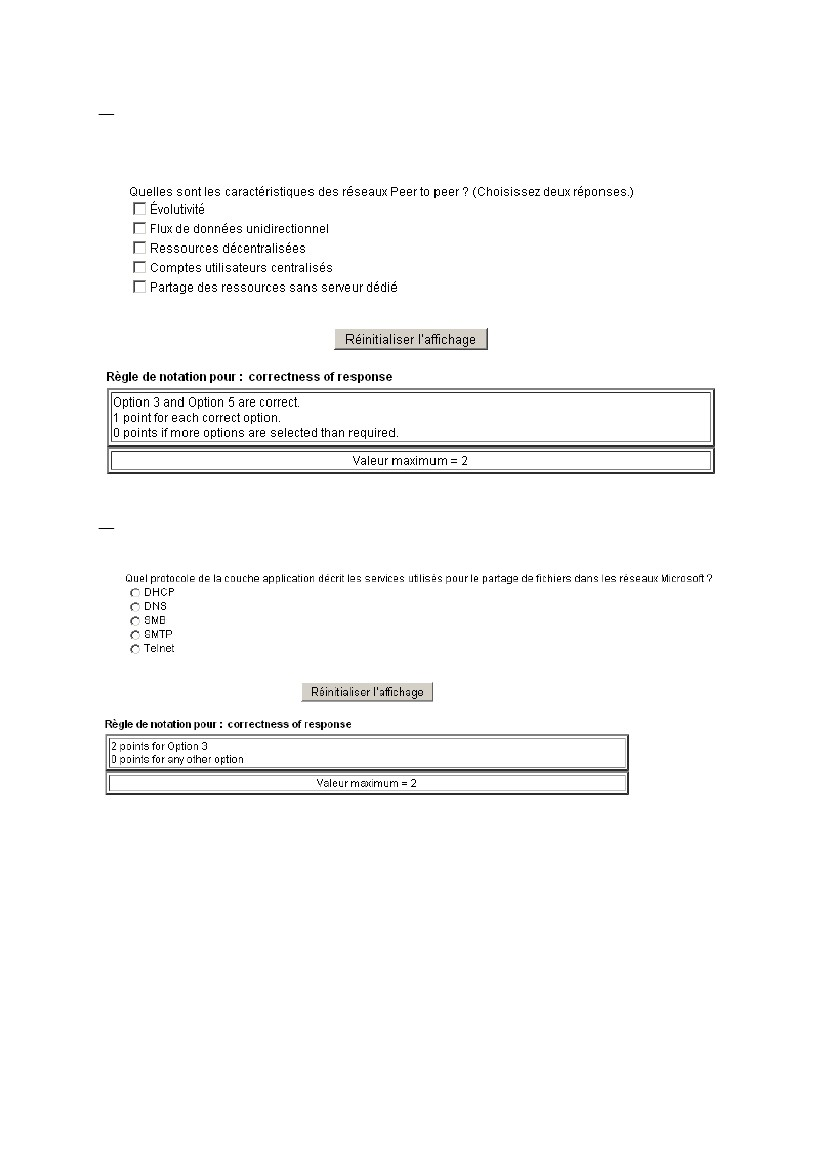 Quelles sont les caractéristiques des réseaux Peer to peer ? (Choisissez deux réponses.)
Évolutivité
Flux de données unidirectionnel
Ressources décentralisées
Comptes utilisateurs centralisés
Partage des ressources sans serveur dédié
Réinitialiser l'affichage
Règle de notation pour : correctness of response
Option 3 and Option 5 are correct.
1 point for each correct option.
0 points if more options are selected than required.
Valeur maximum = 2
Quel protocole de la couche application décrit les services utilisés pour le partage de fichiers dans les réseaux Microsoft ?
DHCP
DNS
SMB
SMTP
Telnet
Réinitialiser l'affichage
Règle de notation pour : correctness of response
2 points for Option 3
0 points for any other option
Valeur maximum = 2